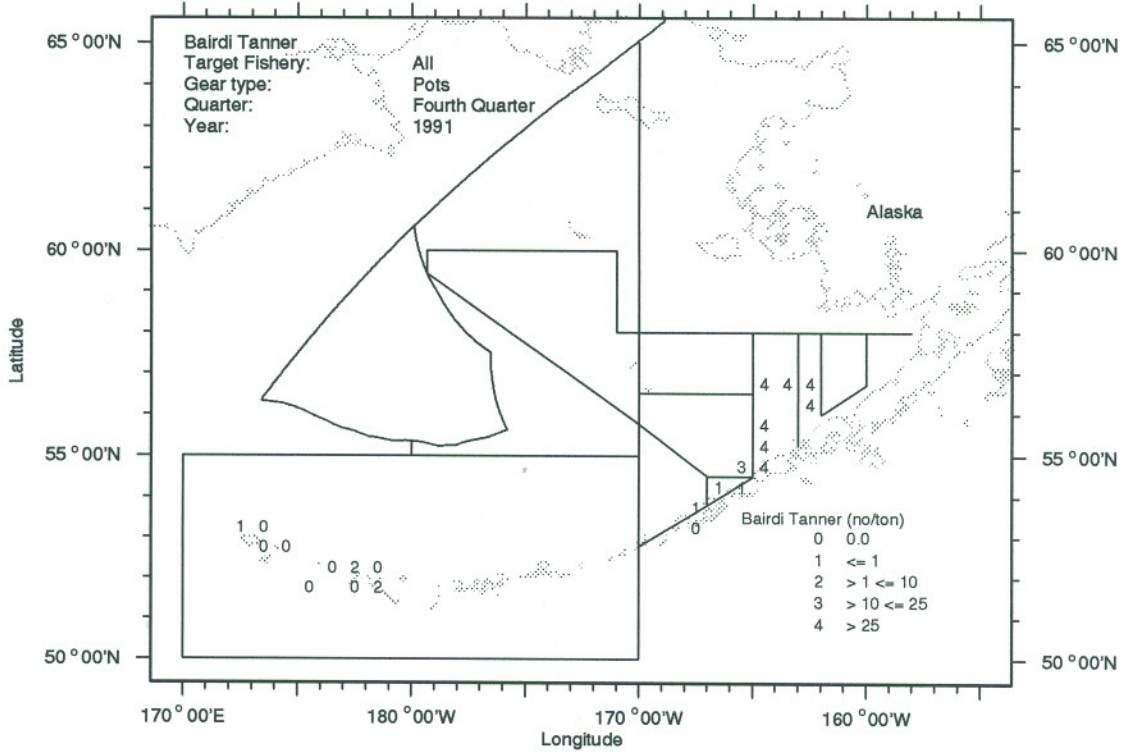 65 °00'N 65 °00'N
Bairdi Tanner
Target Fishery: All
Gear type: Pots
Quarter: Fourth Quarter
Year: 1991
Alaska
60 °00'N 60 °00'N
Latitude
4 4 4
4
4
4
55 °00'N 55 °00'N
3 4
1 1
1
0
Bairdi Tanner (no/ton)
0 0.0
1 <= 1
2 > 1 <= 10
3 > 10 <= 25
4 > 25
1 0
0 0
0 2 0
0 0 2
50 °00'N 50 °00'N
170 °00'E 180 °00'W 170 °00'W 160 °00'W
Longitude